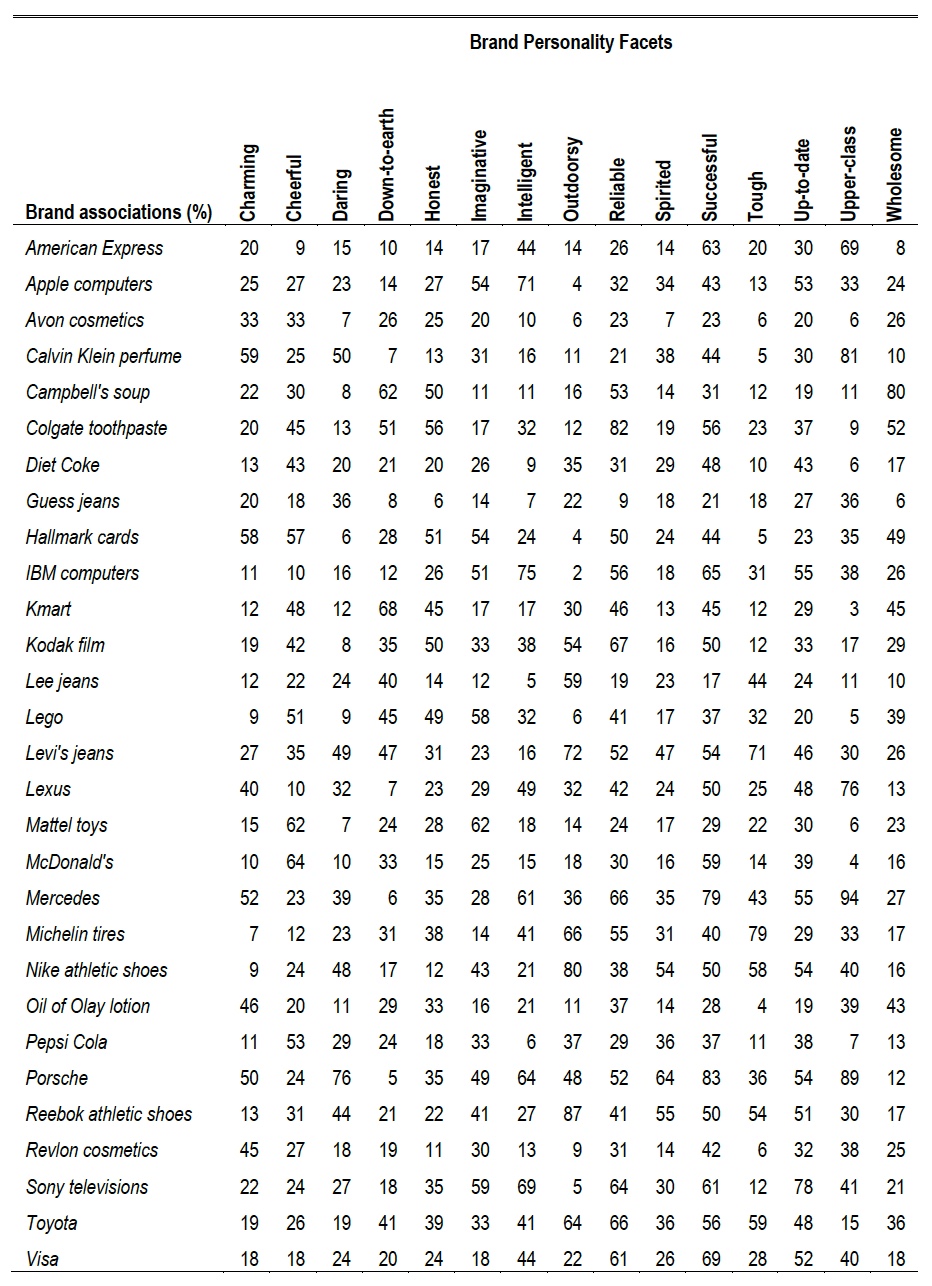 Brand Personality Facets
Brand associations (%) Charming Cheerful Daring Down-to-earth Honest Imaginative Intelligent Outdoorsy Reliable Spirited Successful Tough Up-to-date Upper-class Wholesome
American Express 20 9 15 10 14 17 44 14 26 14 63 20 30 69 8
Apple computers 25 27 23 14 27 54 71 4 32 34 43 13 53 33 24
Avon cosmetics 33 33 7 26 25 20 10 6 23 7 23 6 20 6 26
Calvin Klein perfume 59 25 50 7 13 31 16 11 21 38 44 5 30 81 10
Campbell's soup 22 30 8 62 50 11 11 16 53 14 31 12 19 11 80
Colgate toothpaste 20 45 13 51 56 17 32 12 82 19 56 23 37 9 52
Diet Coke 13 43 20 21 20 26 9 35 31 29 48 10 43 6 17
Guess jeans 20 18 36 8 6 14 7 22 9 18 21 18 27 36 6
Hallmark cards 58 57 6 28 51 54 24 4 50 24 44 5 23 35 49
IBM computers 11 10 16 12 26 51 75 2 56 18 65 31 55 38 26
Kmart 12 48 12 68 45 17 17 30 46 13 45 12 29 3 45
Kodak film 19 42 8 35 50 33 38 54 67 16 50 12 33 17 29
Lee jeans 12 22 24 40 14 12 5 59 19 23 17 44 24 11 10
Lego 9 51 9 45 49 58 32 6 41 17 37 32 20 5 39
Levi's jeans 27 35 49 47 31 23 16 72 52 47 54 71 46 30 26
Lexus 40 10 32 7 23 29 49 32 42 24 50 25 48 76 13
Mattel toys 15 62 7 24 28 62 18 14 24 17 29 22 30 6 23
McDonald's 10 64 10 33 15 25 15 18 30 16 59 14 39 4 16
Mercedes 52 23 39 6 35 28 61 36 66 35 79 43 55 94 27
Michelin tires 7 12 23 31 38 14 41 66 55 31 40 79 29 33 17
Nike athletic shoes 9 24 48 17 12 43 21 80 38 54 50 58 54 40 16
Oil of Olay lotion 46 20 11 29 33 16 21 11 37 14 28 4 19 39 43
Pepsi Cola 11 53 29 24 18 33 6 37 29 36 37 11 38 7 13
Porsche 50 24 76 5 35 49 64 48 52 64 83 36 54 89 12
Reebok athletic shoes 13 31 44 21 22 41 27 87 41 55 50 54 51 30 17
Revlon cosmetics 45 27 18 19 11 30 13 9 31 14 42 6 32 38 25
Sony televisions 22 24 27 18 35 59 69 5 64 30 61 12 78 41 21
Toyota 19 26 19 41 39 33 41 64 66 36 56 59 48 15 36
Visa 18 18 24 20 24 18 44 22 61 26 69 28 52 40 18